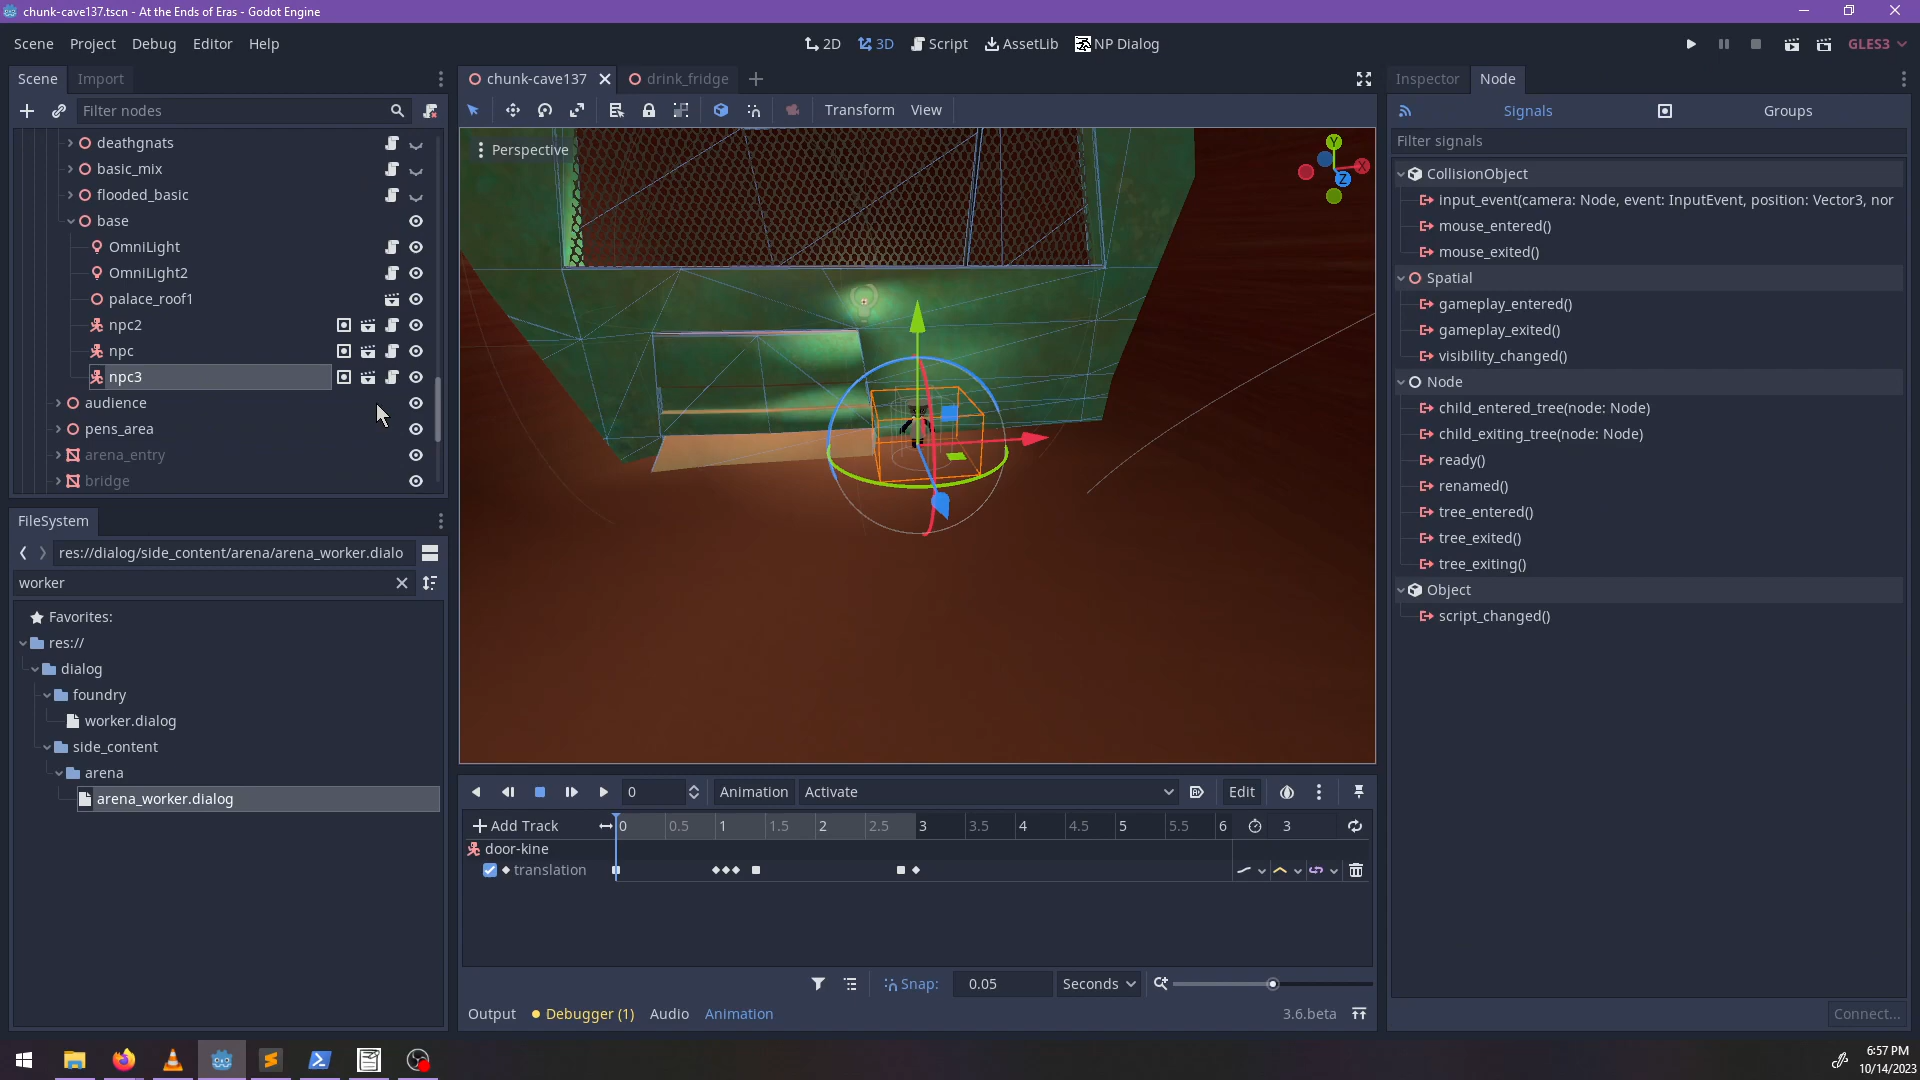 chunk-cave137.tscn - At the Ends of Eras - Godot Engine
Scene Project Debug Editor Help
2D 3D Script AssetLib NP Dialog
GLES3
Scene Import
Filter nodes
deathgnats
basic_mix
flooded_basic
base
OmniLight
OmniLight2
palace_roof1
npc2
npc
npc3
audience
pens_area
arena_entry
bridge
FileSystem
res://dialog/side_content/arena/arena_worker.dialo
worker
Favorites:
res://
dialog
foundry
worker.dialog
side_content
arena
arena_worker.dialog
chunk-cave137 drink_fridge
Transform View
Perspective
Y
X
Z
0 Animation Activate Edit
Add Track 0 0.5 1 1.5 2 2.5 3 3.5 4 4.5 5 5.5 6 3
door-kine
translation
Snap: 0.05 Seconds
Output Debugger (1) Audio Animation 3.6.beta
Inspector Node
Signals Groups
Filter signals
CollisionObject
input_event(camera: Node, event: InputEvent, position: Vector3, nor
mouse_entered()
mouse_exited()
Spatial
gameplay_entered()
gameplay_exited()
visibility_changed()
Node
child_entered_tree(node: Node)
child_exiting_tree(node: Node)
ready()
renamed()
tree_entered()
tree_exited()
tree_exiting()
Object
script_changed()
Connect...
6:57 PM
10/14/2023